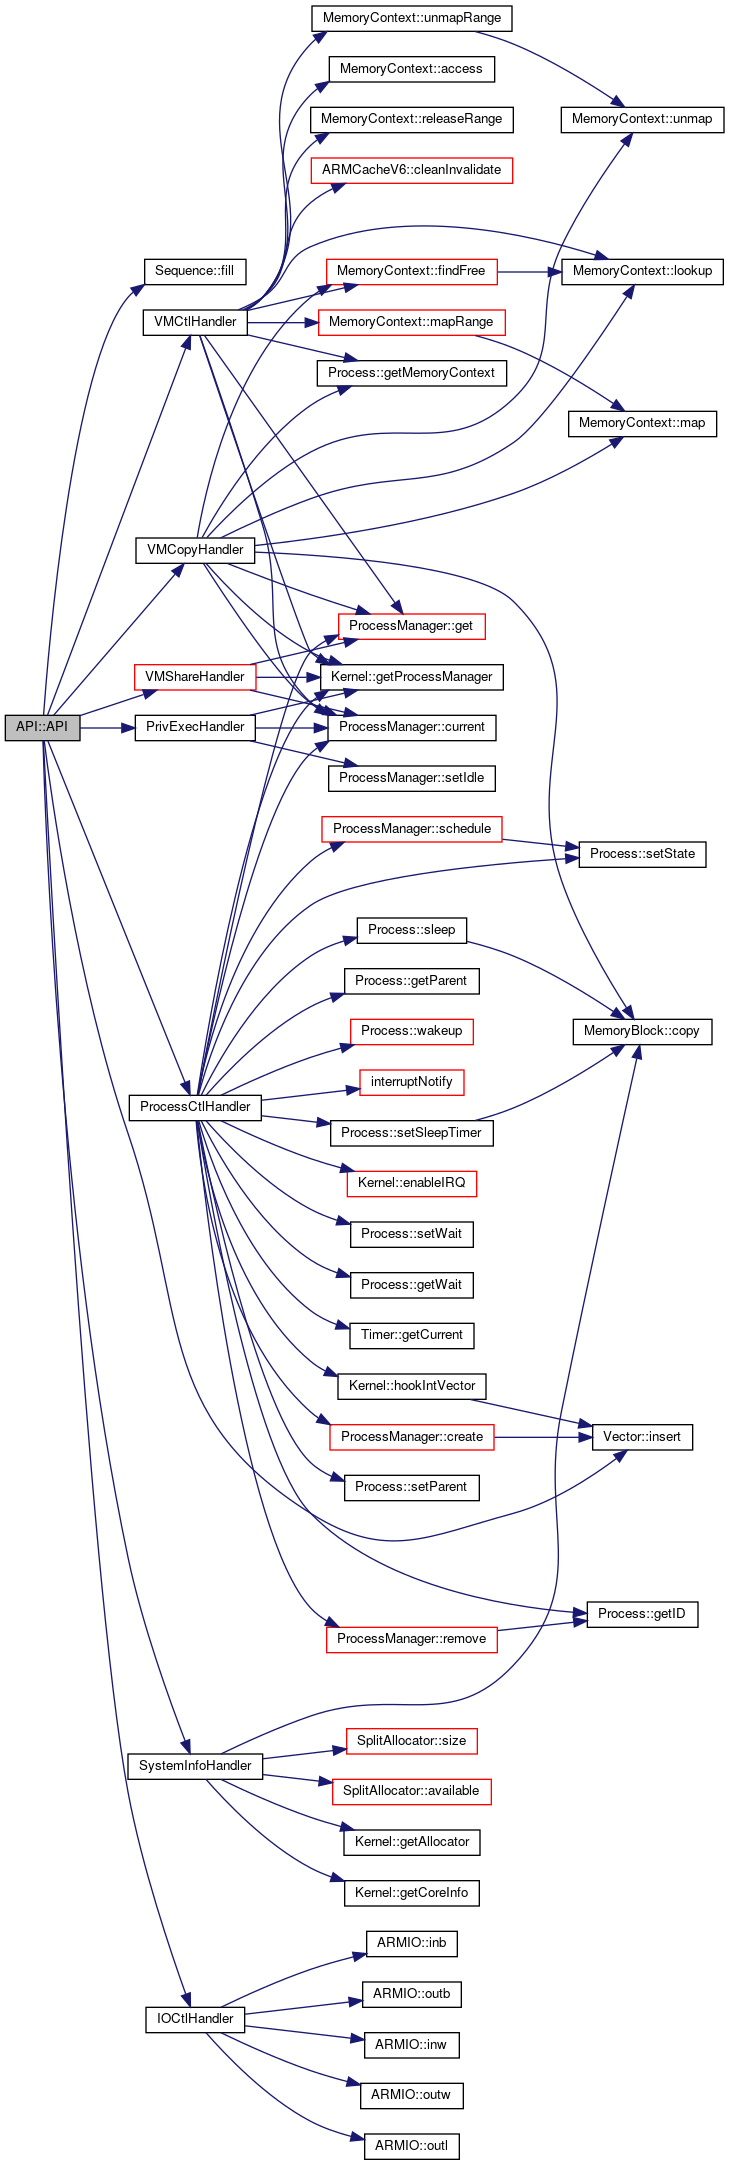 MemoryContext::unmapRange
MemoryContext::access
MemoryContext::releaseRange
MemoryContext::unmap
ARMCacheV6::cleanInvalidate
Sequence::fill
MemoryContext::findFree
MemoryContext::lookup
VMCtlHandler
MemoryContext::mapRange
Process::getMemoryContext
MemoryContext::map
VMCopyHandler
ProcessManager::get
VMShareHandler
Kernel::getProcessManager
API::API
PrivExecHandler
ProcessManager::current
ProcessManager::setIdle
ProcessManager::schedule
Process::setState
Process::sleep
Process::getParent
Process::wakeup
MemoryBlock::copy
interruptNotify
ProcessCtlHandler
Process::setSleepTimer
Kernel::enableIRQ
Process::setWait
Process::getWait
Timer::getCurrent
Kernel::hookIntVector
ProcessManager::create
Vector::insert
Process::setParent
Process::getID
ProcessManager::remove
SplitAllocator::size
SystemInfoHandler
SplitAllocator::available
Kernel::getAllocator
Kernel::getCoreInfo
ARMIO::inb
ARMIO::outb
IOCtlHandler
ARMIO::inw
ARMIO::outw
ARMIO::outl